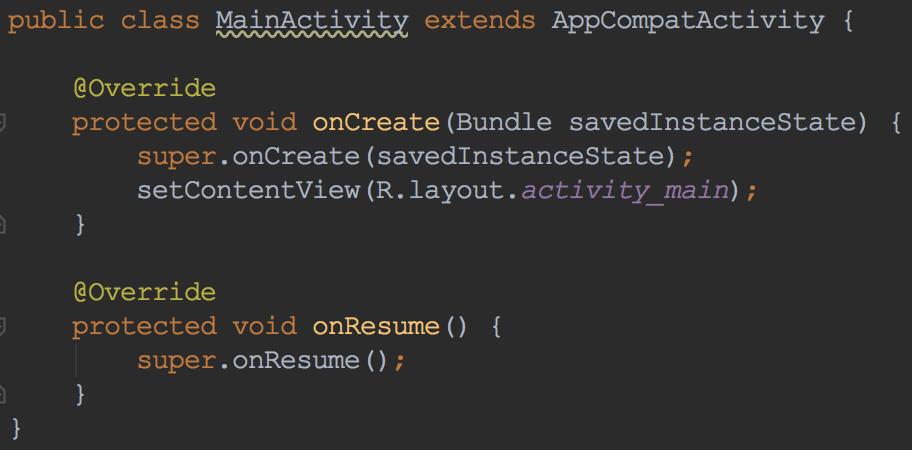 public class MainActivity extends AppCompatActivity {
@Override
protected void onCreate(Bundle savedInstanceState) {
super.onCreate(savedInstanceState);
setContentView(R.layout.activity_main);
}
@Override
protected void onResume() {
super.onResume();
}
}